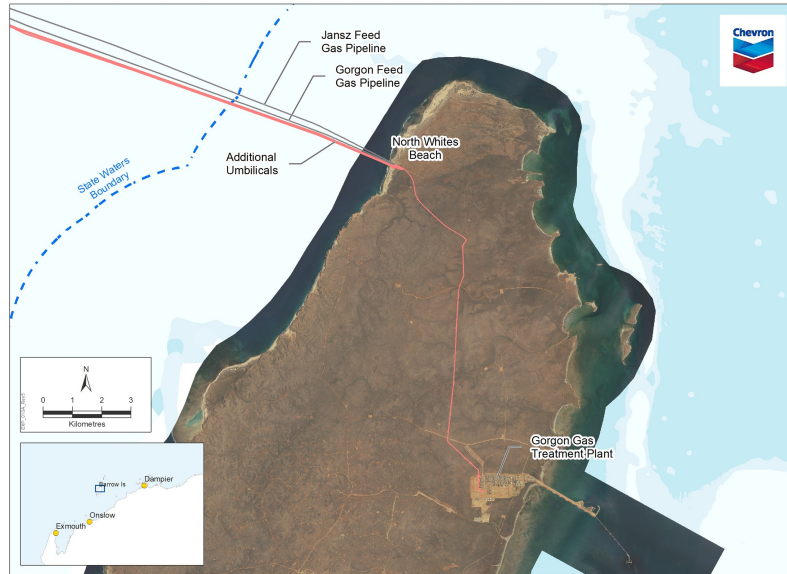 Jansz Feed
Gas Pipeline
Gorgon Feed
Gas Pipeline
Chevron
North Whites
Beach
Additional
Umbilicals
State Waters
Boundary
N
0 1 2 3
Kilometres
Gorgon Gas
Treatment Plant
Barrow Is
Dampier
Onslow
Exmouth